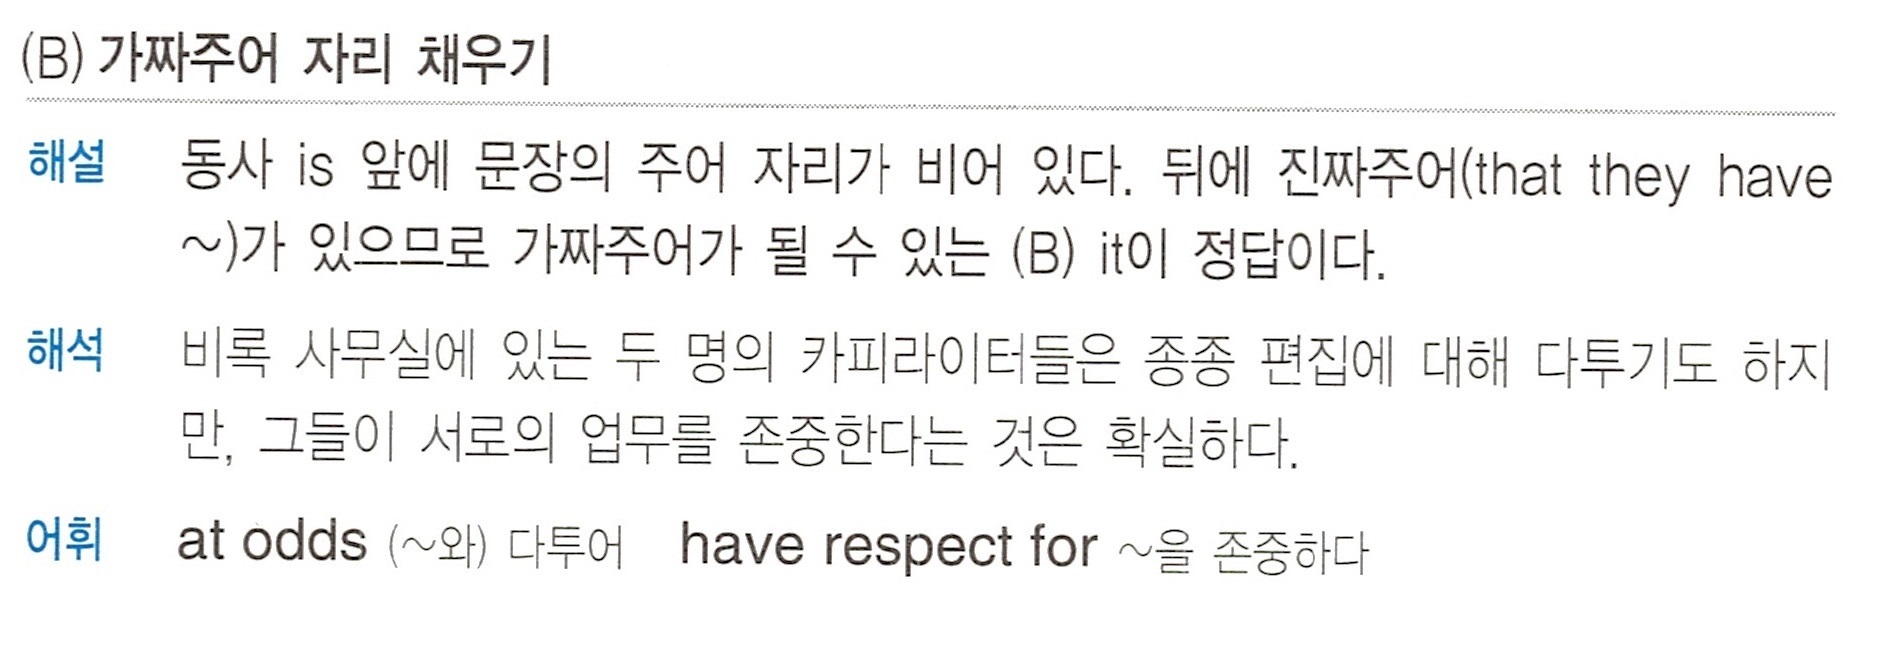 (B) 가짜주어 자리 채우기
해설 동사 is 앞에 문장의 주어 자리가 비어 있다. 뒤에 진짜주어(that they have
~)가 있으므로 가짜주어가 될 수 있는 (B) it이 정답이다.
해석 비록 사무실에 있는 두 명의 카피라이터들은 종종 편집에 대해 다투기도 하지
만, 그들이 서로의 업무를 존중한다는 것은 확실하다.
어휘 at odds (~와) 다투어 have respect for ~을 존중하다